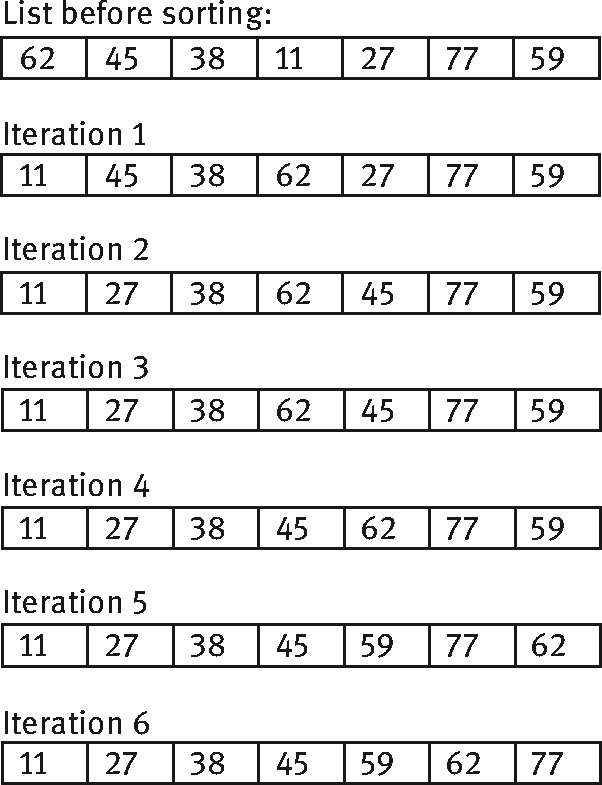 List before sorting:
62 45 38 11 27 77 59
Iteration 1
11 45 38 62 27 77 59
Iteration 2
11 27 38 62 45 77 59
Iteration 3
11 27 38 62 45 77 59
Iteration 4
11 27 38 45 62 77 59
Iteration 5
11 27 38 45 59 77 62
Iteration 6
11 27 38 45 59 62 77